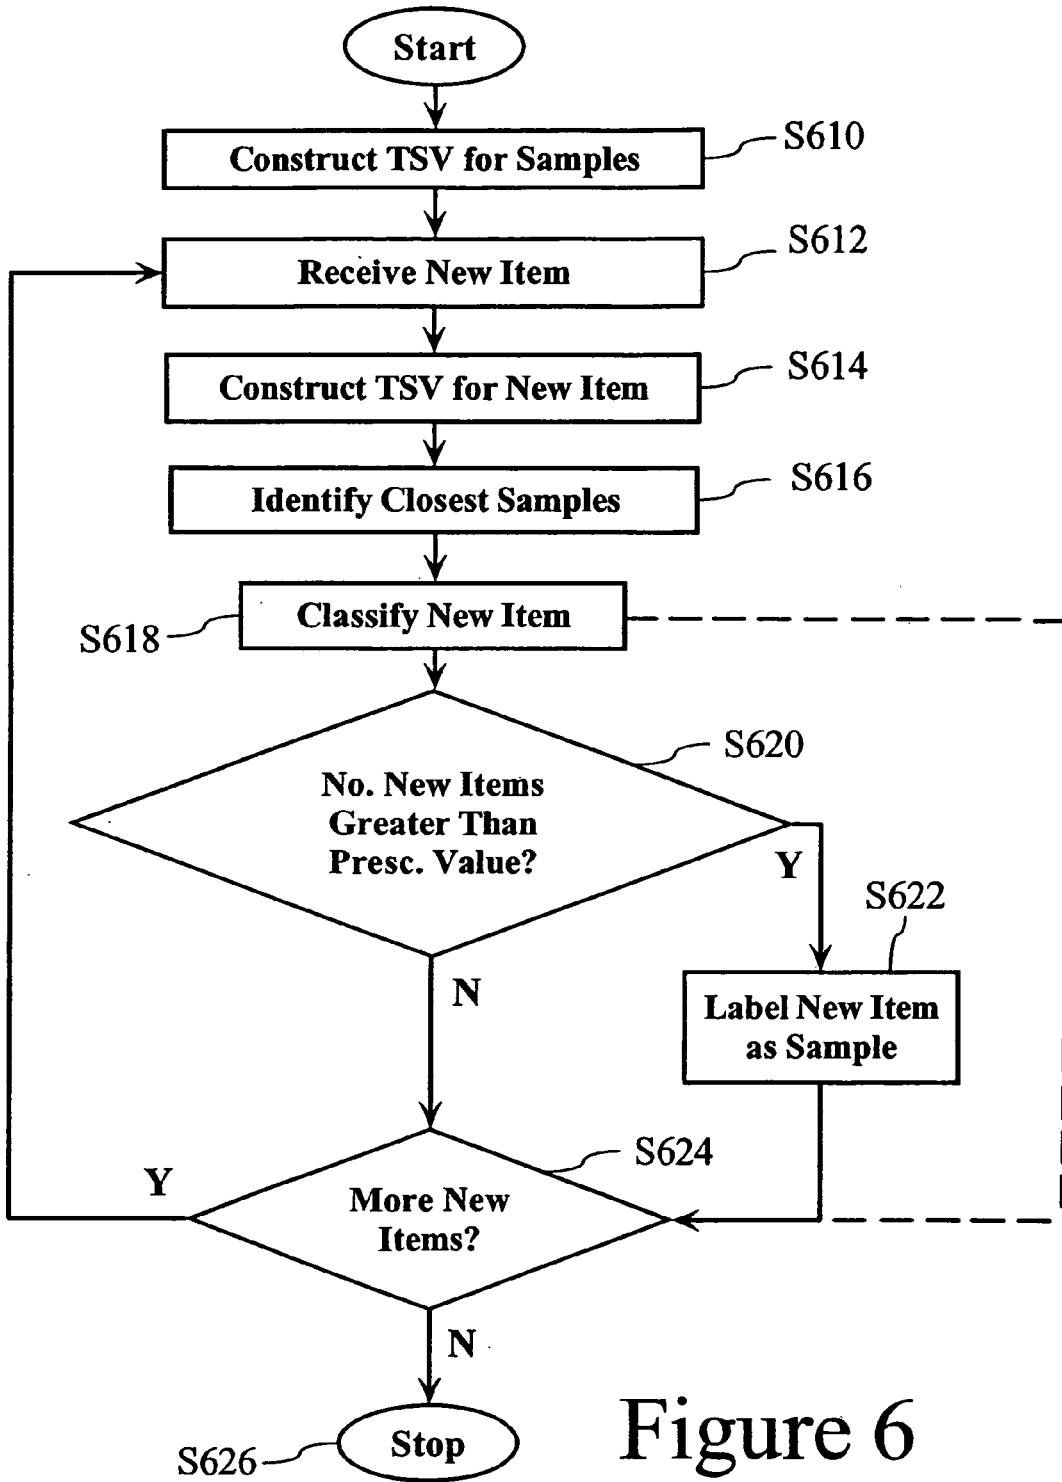 Start
Construct TSV for Samples
S610
Receive New Item
S612
Construct TSV for New Item
S614
Identify Closest Samples
S616
Classify New Item
S618
No. New Items
Greater Than
Presc. Value?
S620
Y
N
S622
Label New Item
as Sample
More New
Items?
S624
Y
N
Stop
S626
Figure 6